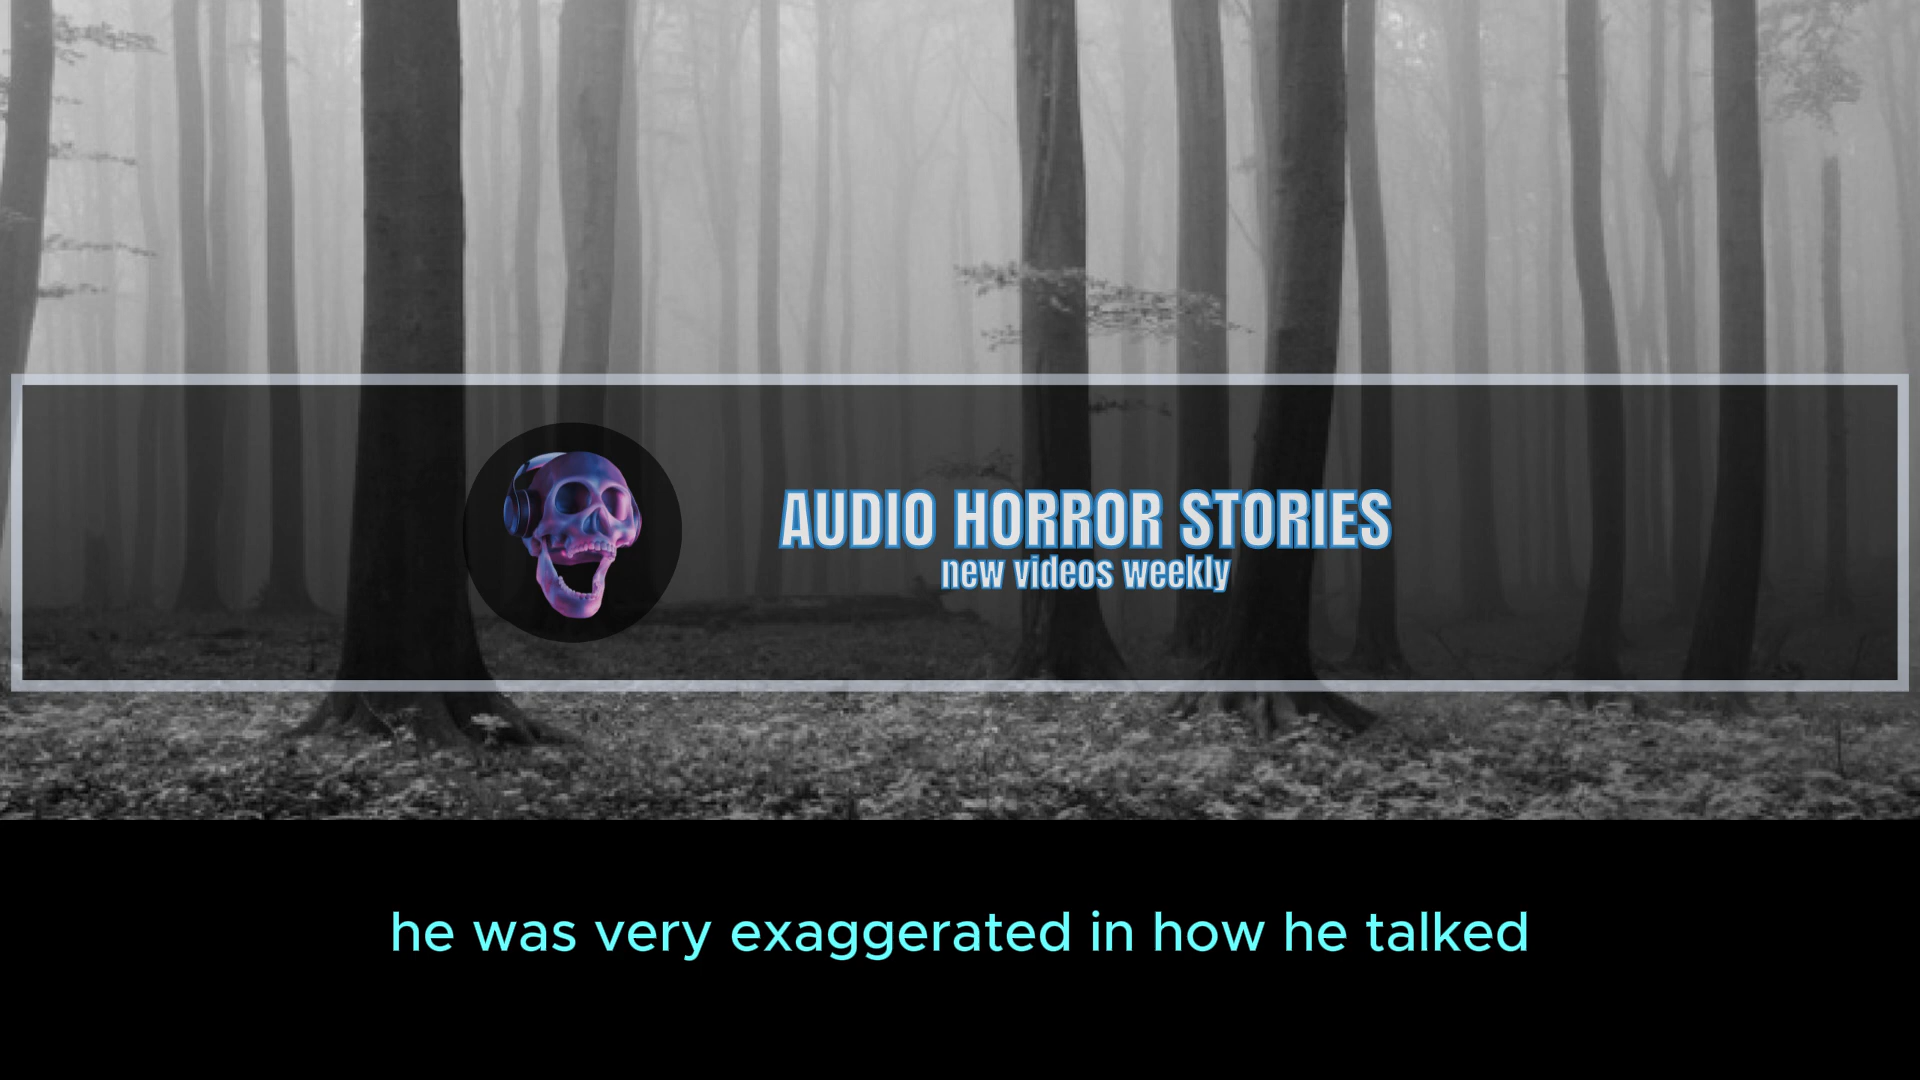 AUDIO HORROR STORIES
new videos weekly
he was very exaggerated in how he talked